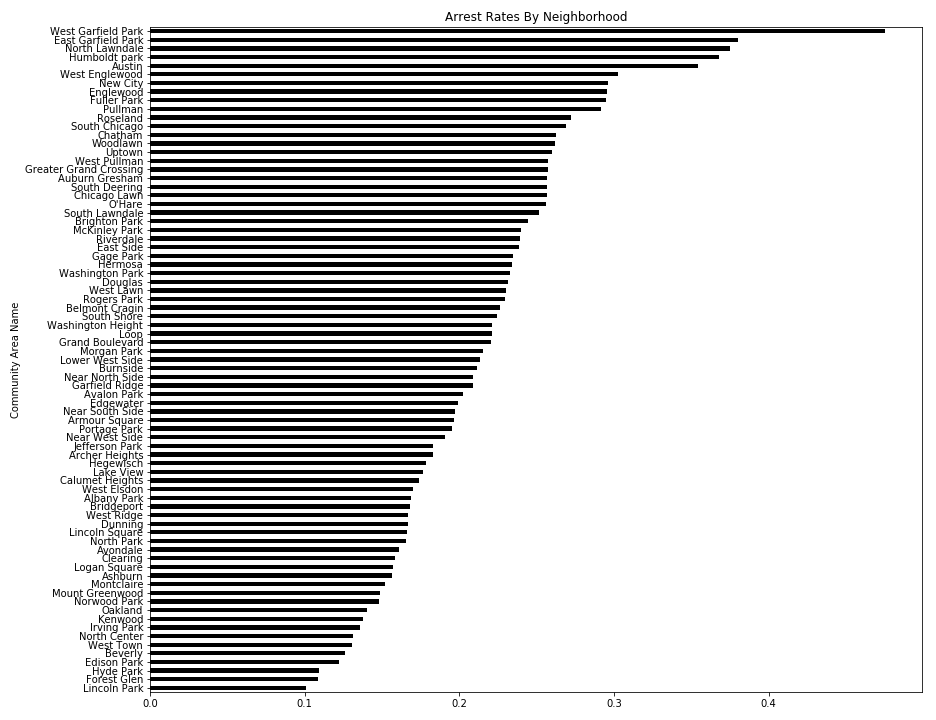 Arrest Rates By Neighborhood
West Garfield Park
East Garfield Park
North Lawndale
Humboldt park
Austin
West Englewood
New City
Englewood
Fuller Park
Pullman
Roseland
South Chicago
Chatham
Woodlawn
Uptown
West Pullman
Greater Grand Crossing
Auburn Gresham
South Deering
Chicago Lawn
O'Hare
South Lawndale
Brighton Park
McKinley Park
Riverdale
East Side
Gage Park
Hermosa
Washington Park
Douglas
West Lawn
Rogers Park
Belmont Cragin
South Shore
Washington Height
Loop
Grand Boulevard
Morgan Park
Lower West Side
Burnside
Near North Side
Garfield Ridge
Avalon Park
Edgewater
Near South Side
Armour Square
Portage Park
Near West Side
Jefferson Park
Archer Heights
Hegewisch
Lake View
Calumet Heights
West Elsdon
Albany Park
Bridgeport
West Ridge
Dunning
Lincoln Square
North Park
Avondale
Clearing
Logan Square
Ashburn
Montclaire
Mount Greenwood
Norwood Park
Oakland
Kenwood
Irving Park
North Center
West Town
Beverly
Edison Park
Hyde Park
Forest Glen
Lincoln Park
Community Area Name
0.0 0.1 0.2 0.3 0.4